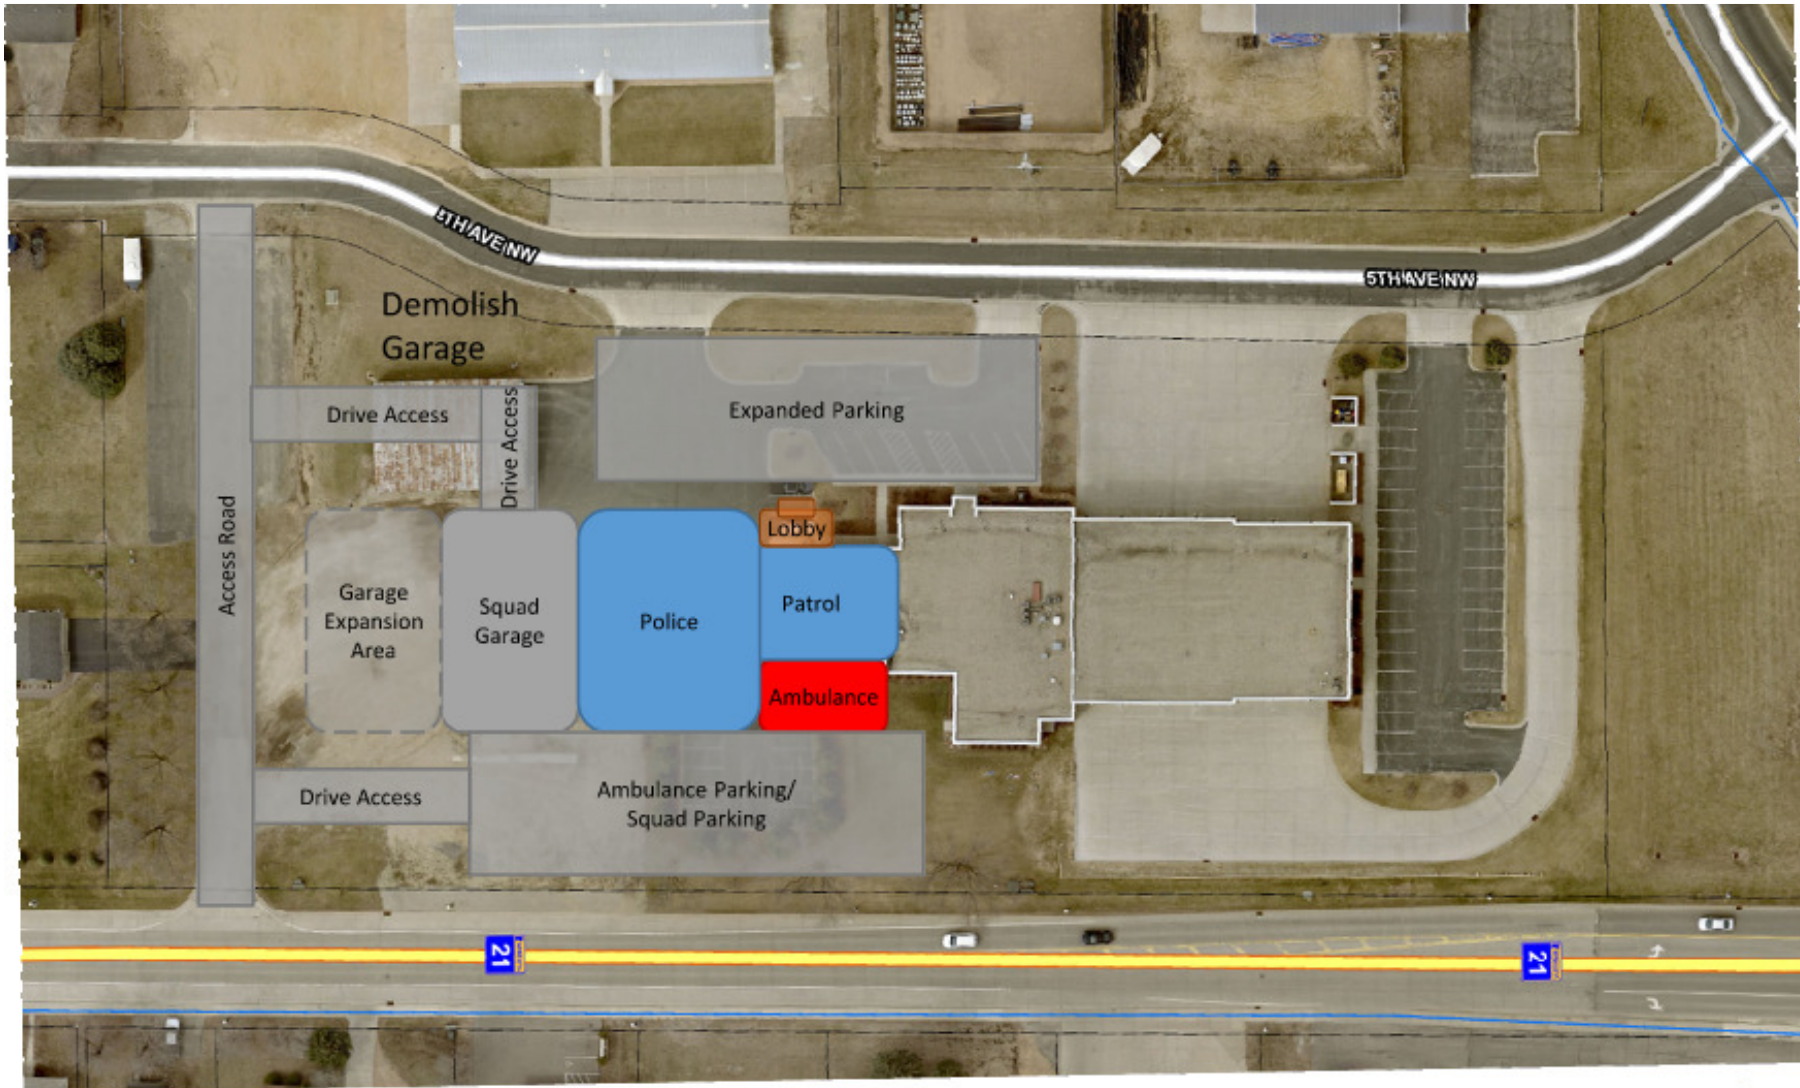 5TH AVE NW
5TH AVE NW
Demolish
Garage
Drive Access
Drive Access
Expanded Parking
Access Road
Lobby
Garage
Expansion
Area
Squad
Garage
Police
Patrol
Ambulance
Drive Access
Ambulance Parking/
Squad Parking
21
21